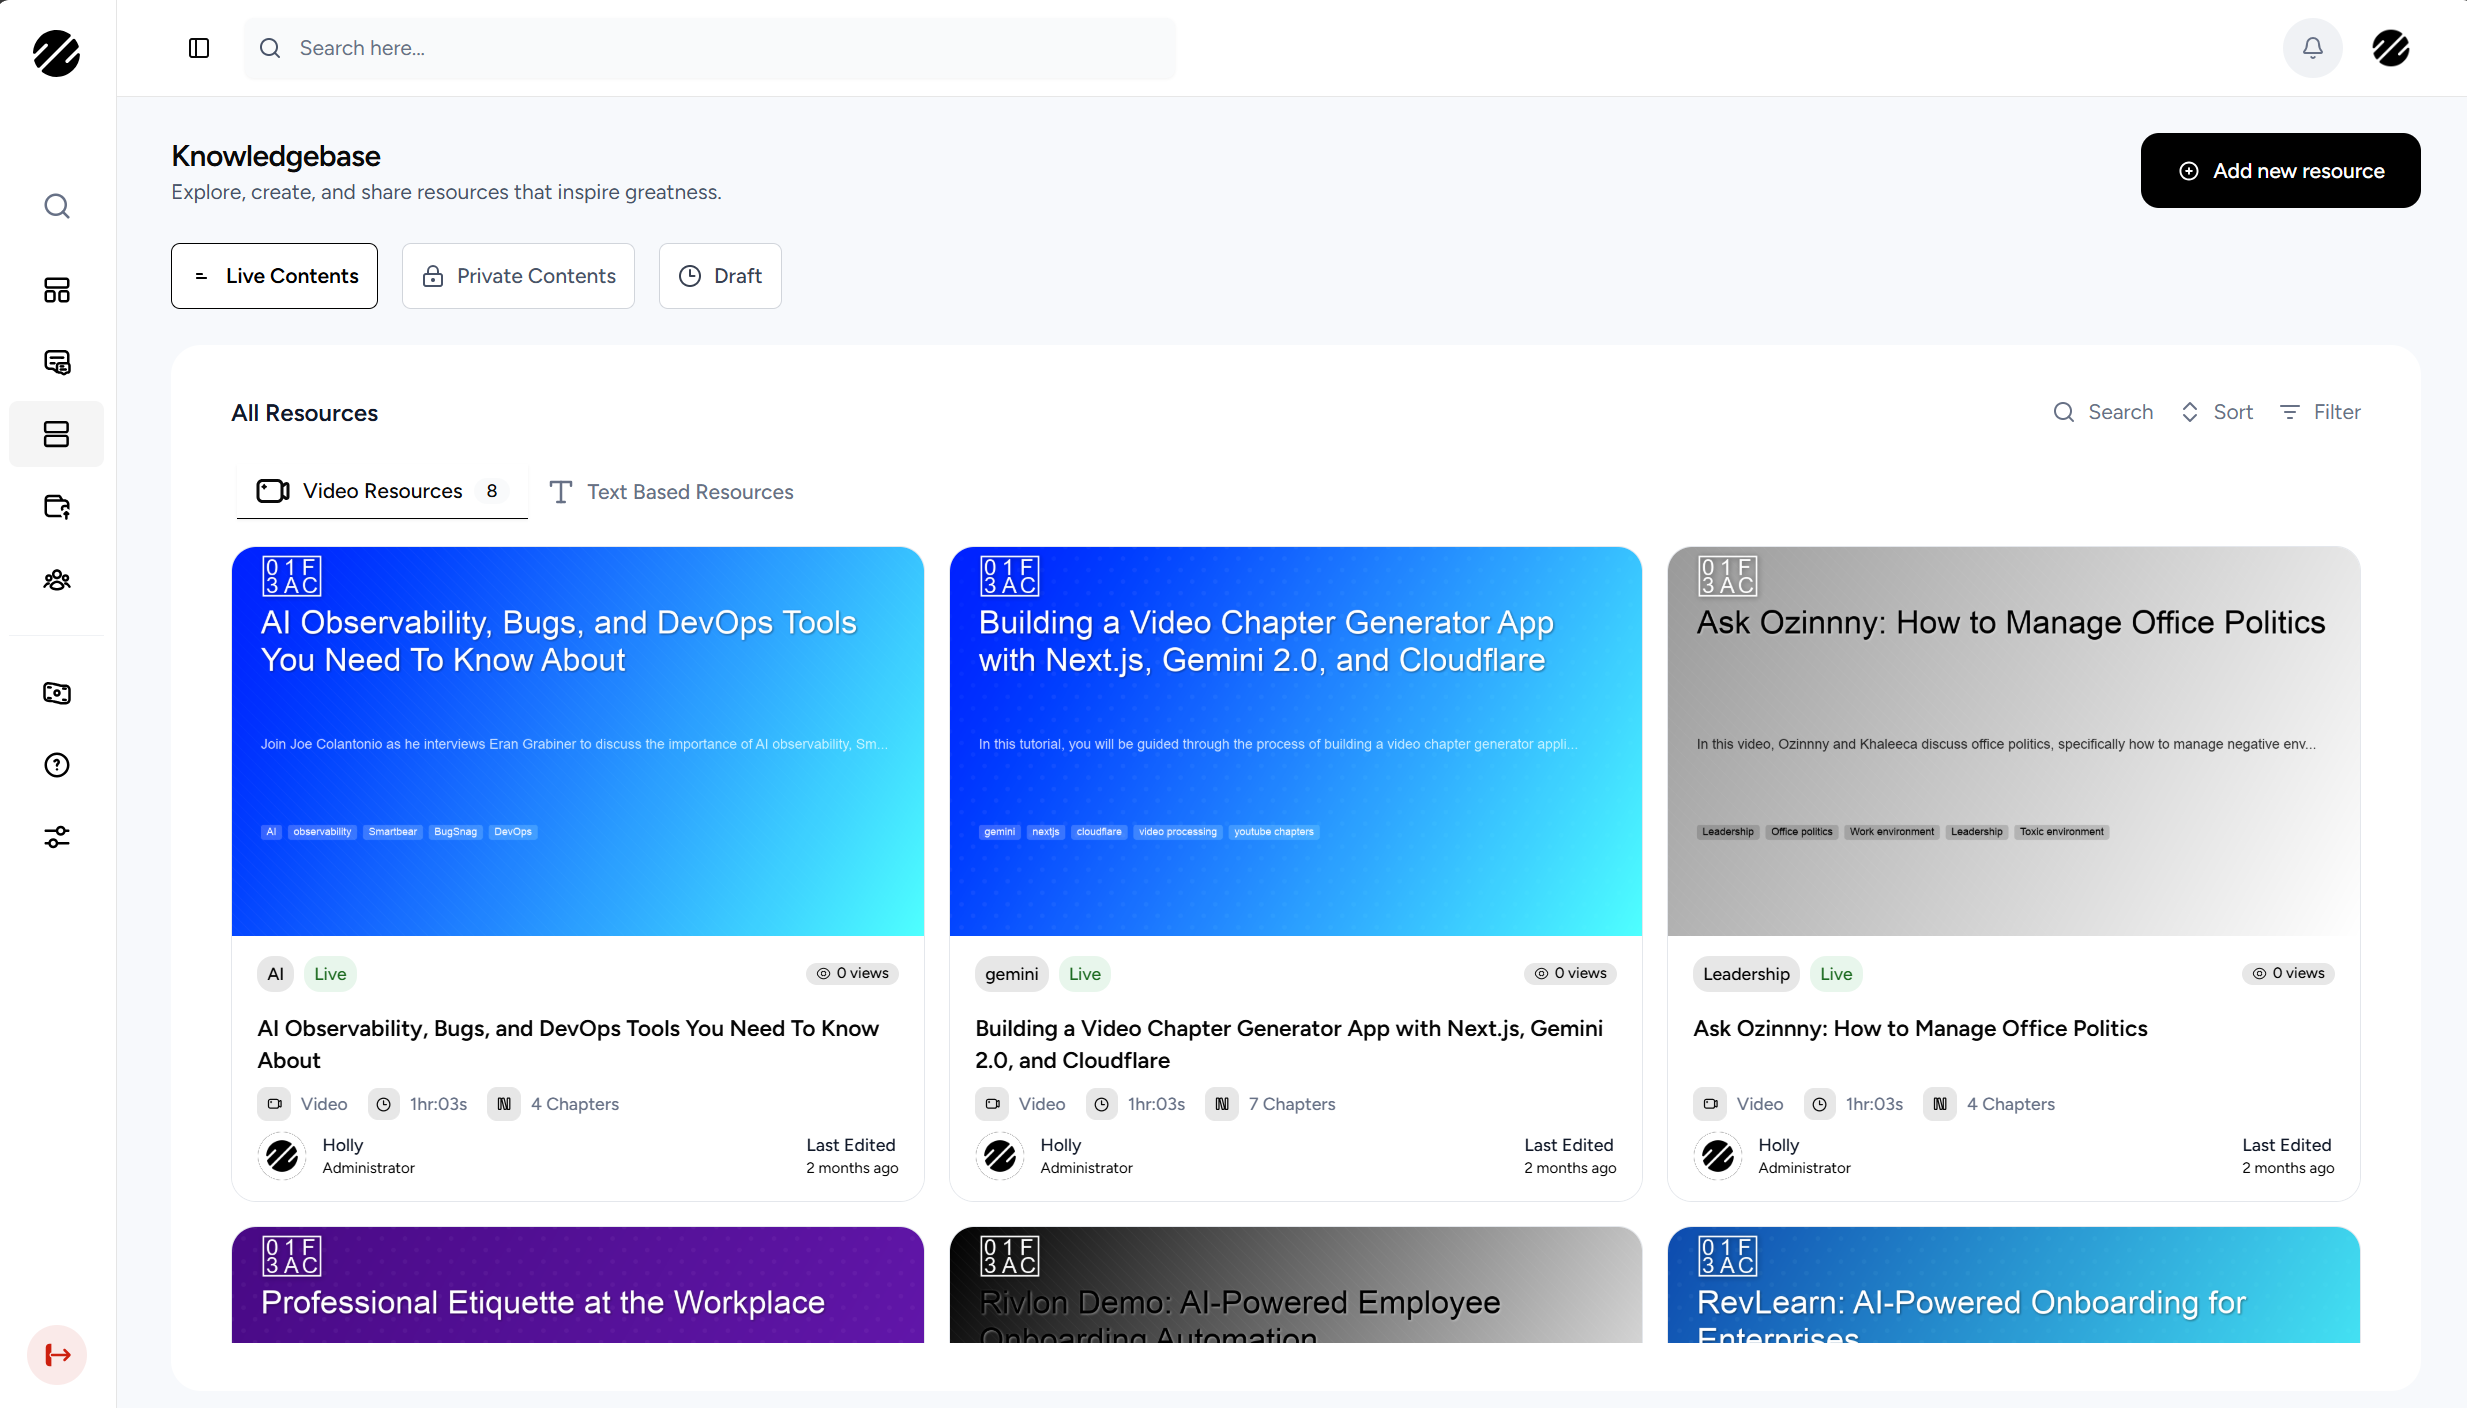 Search here...
Knowledgebase
Explore, create, and share resources that inspire greatness.
Add new resource
Live Contents
Private Contents
Draft
All Resources
Search
Sort
Filter
Video Resources 8
Text Based Resources
01F
3AC
AI Observability, Bugs, and DevOps Tools
You Need To Know About
Join Joe Colantonio as he interviews Eran Grabiner to discuss the importance of AI observability, Sm...
AI observability Smartbear BugSnag DevOps
AI Live 0 views
AI Observability, Bugs, and DevOps Tools You Need To Know
About
Video 1hr:03s 4 Chapters
Holly
Administrator
Last Edited
2 months ago
01F
3AC
Building a Video Chapter Generator App
with Next.js, Gemini 2.0, and Cloudflare
In this tutorial, you will be guided through the process of building a video chapter generator appli...
gemini nextjs cloudflare video processing youtube chapters
gemini Live 0 views
Building a Video Chapter Generator App with Next.js, Gemini
2.0, and Cloudflare
Video 1hr:03s 7 Chapters
Holly
Administrator
Last Edited
2 months ago
01F
3AC
Ask Ozinnny: How to Manage Office Politics
In this video, Ozinnny and Khaleeca discuss office politics, specifically how to manage negative env...
Leadership Office politics Work environment Leadership Toxic environment
Leadership Live 0 views
Ask Ozinnny: How to Manage Office Politics
Video 1hr:03s 4 Chapters
Holly
Administrator
Last Edited
2 months ago
01F
3AC
Professional Etiquette at the Workplace
01F
3AC
Rivlon Demo: AI-Powered Employee
Onboarding Automation
01F
3AC
RevLearn: AI-Powered Onboarding for
Enterprises